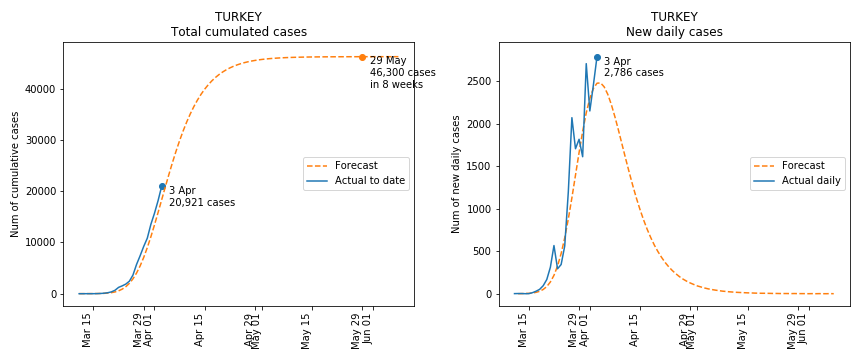 TURKEY
Total cumulated cases
Num of cumulative cases
40000
30000
20000
10000
0
29 May
46,300 cases
in 8 weeks
3 Apr
20,921 cases
Forecast
Actual to date
Mar 15
Mar 29
Apr 01
Apr 15
Apr 29
May 01
May 15
May 29
Jun 01
TURKEY
New daily cases
Num of new daily cases
2500
2000
1500
1000
500
0
3 Apr
2,786 cases
Forecast
Actual daily
Mar 15
Mar 29
Apr 01
Apr 15
Apr 29
May 01
May 15
May 29
Jun 01